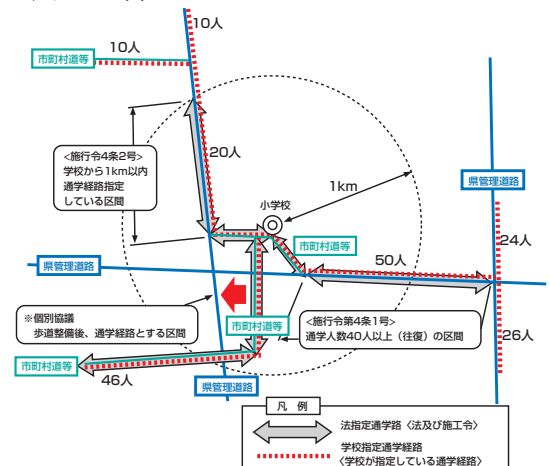 10人
10人
市町村道等
<施行令4条2号>
学校から1km以内
通学経路指定
している区間
20人
1km
小学校
県管理道路
市町村道等
24人
県管理道路
50人
※個別協議
歩道整備後、通学経路とする区間
市町村道等
<施行令第4条1号>
通学人数40人以上（往復）の区間
26人
市町村道等
46人
県管理道路
凡 例
法指定通学路〈法及び施工令〉
学校指定通学経路
〈学校が指定している通学経路〉